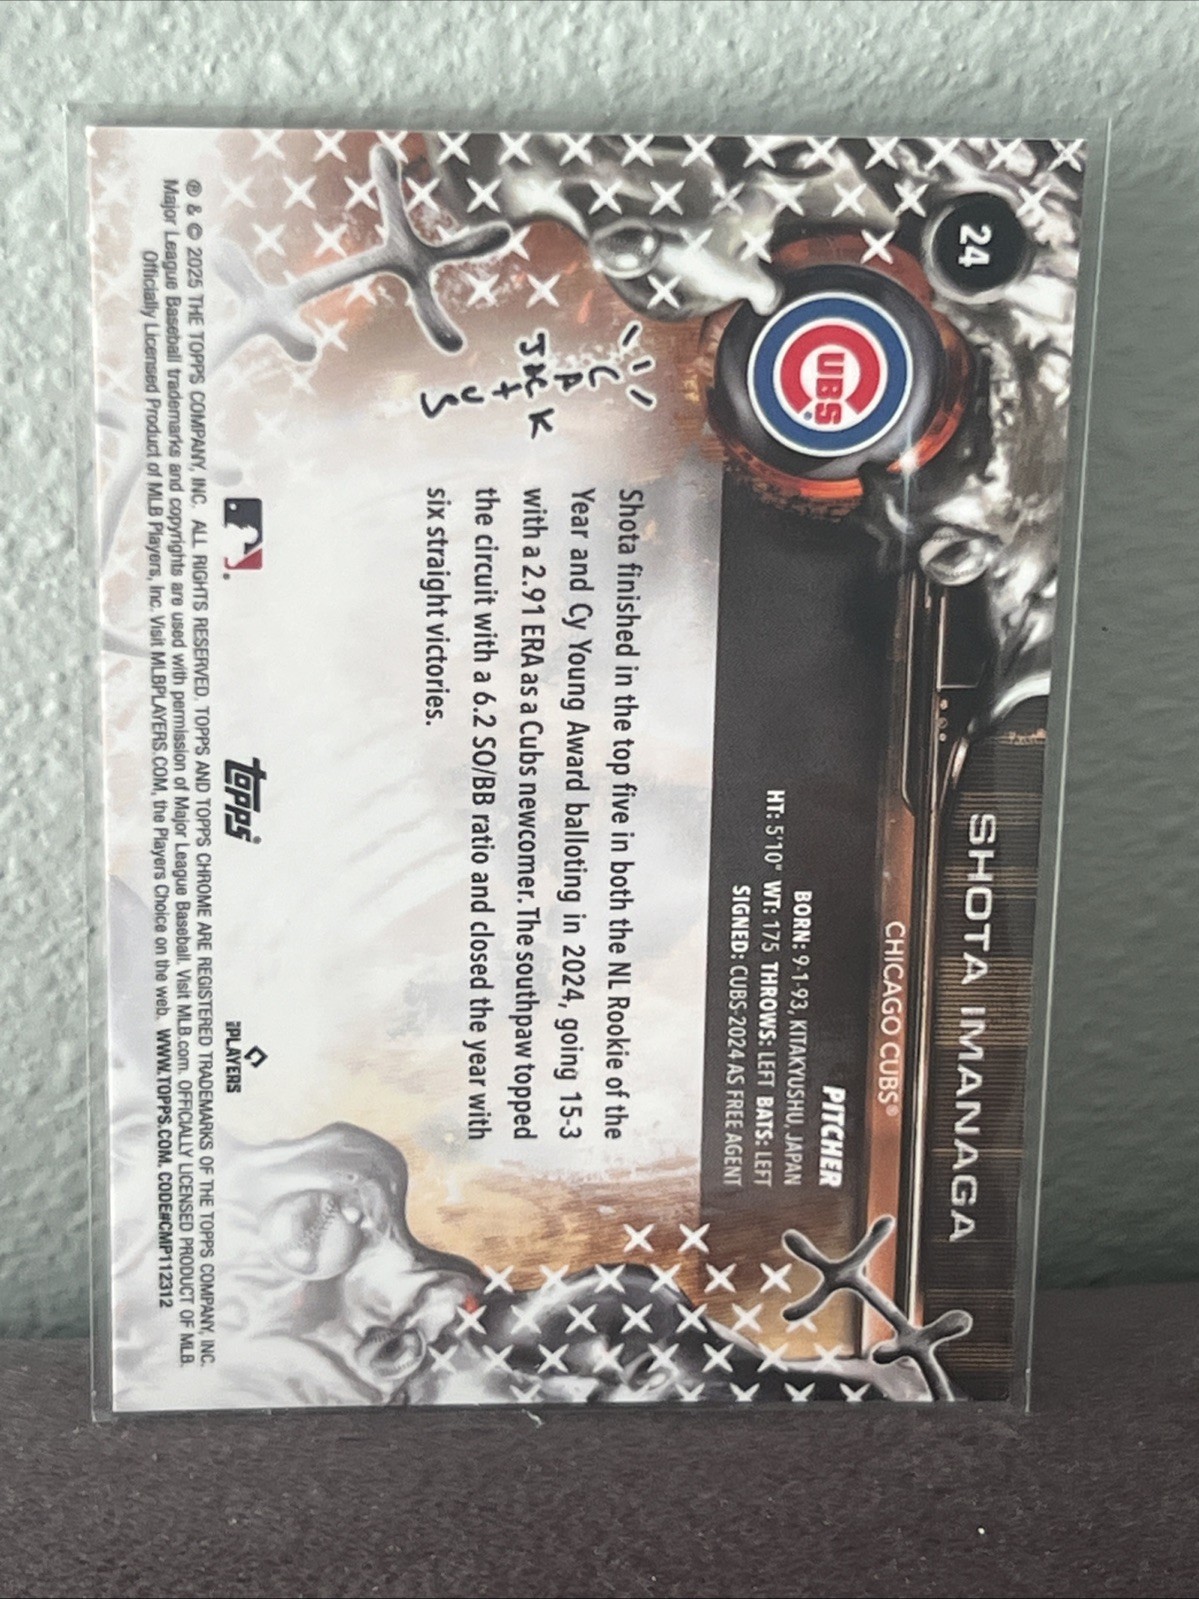 24
SHOTA IMANAGA
CHICAGO CUBS®
CUBS®
PITCHER
BORN: 9-1-93, KITAKYUSHU, JAPAN
HT: 5'10" WT: 175 THROWS: LEFT BATS: LEFT
SIGNED: CUBS-2024 AS FREE AGENT
Shota finished in the top five in both the NL Rookie of the
Year and Cy Young Award balloting in 2024, going 15-3
with a 2.91 ERA as a Cubs newcomer. The southpaw topped
the circuit with a 6.2 SO/BB ratio and closed the year with
six straight victories.
CACTUS
JACK
topps
PLAYERS
® & © 2025 THE TOPPS COMPANY, INC. ALL RIGHTS RESERVED. TOPPS AND TOPPS CHROME ARE REGISTERED TRADEMARKS OF THE TOPPS COMPANY, INC.
Major League Baseball trademarks and copyrights are used with permission of Major League Baseball. Visit MLB.com. OFFICIALLY LICENSED PRODUCT OF MLB
Officially Licensed Product of MLB Players, Inc. Visit MLBPLAYERS.COM, the Players Choice on the web. WWW.TOPPS.COM. CODE#CMP112312